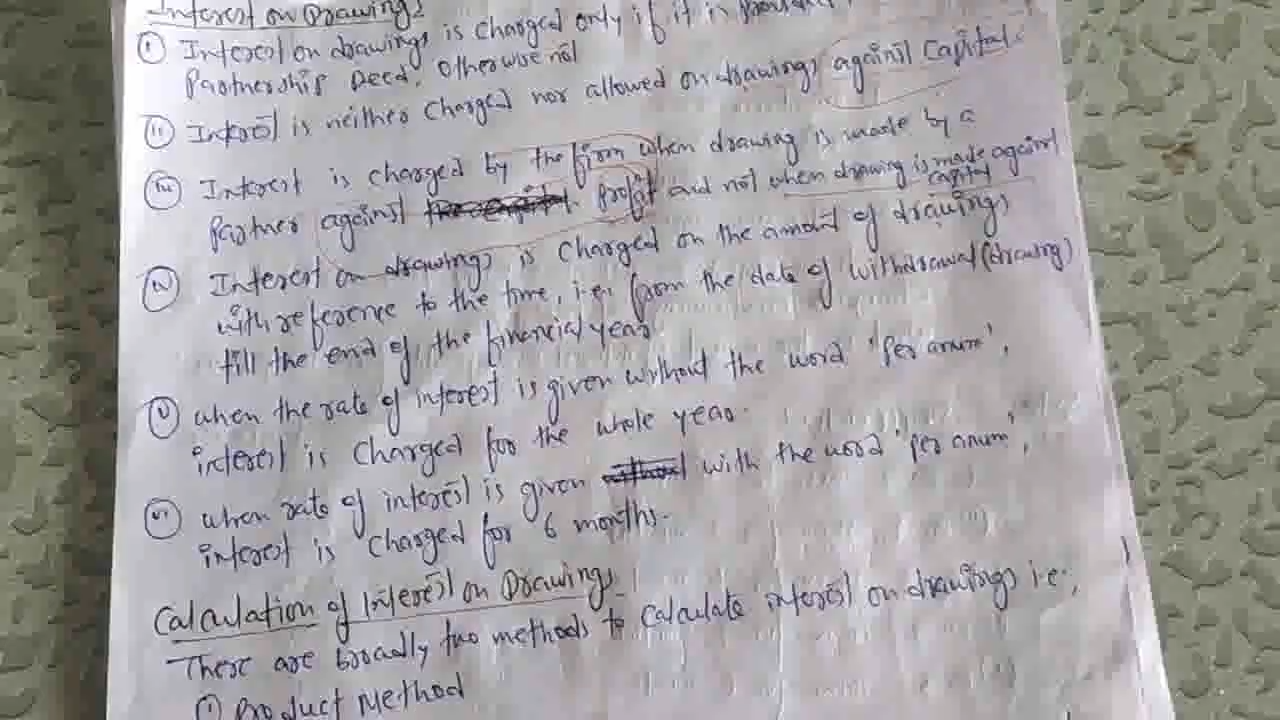 Interest on Drawings
(i) Interest on drawings is charged only if it is
Partnership Deed, Otherwise not
(ii) Interest is neither charged nor allowed on drawings against Capital.
(iii) Interest is charged by the firm when drawing is made by a
Partner against Profit and not when drawing is made against
capital
(iv) Interest on drawings is charged on the amount of drawings
with reference to the time, i.e. from the date of withdrawal (drawing)
till the end of the financial year
(v) when the rate of interest is given without the word 'Per anum',
interest is charged for the whole year.
(vi) when rate of interest is given with the word 'per anum',
interest is charged for 6 months.
Calculation of Interest on Drawings
There are broadly two methods to calculate interest on drawings i.e.,
(i) Product Method